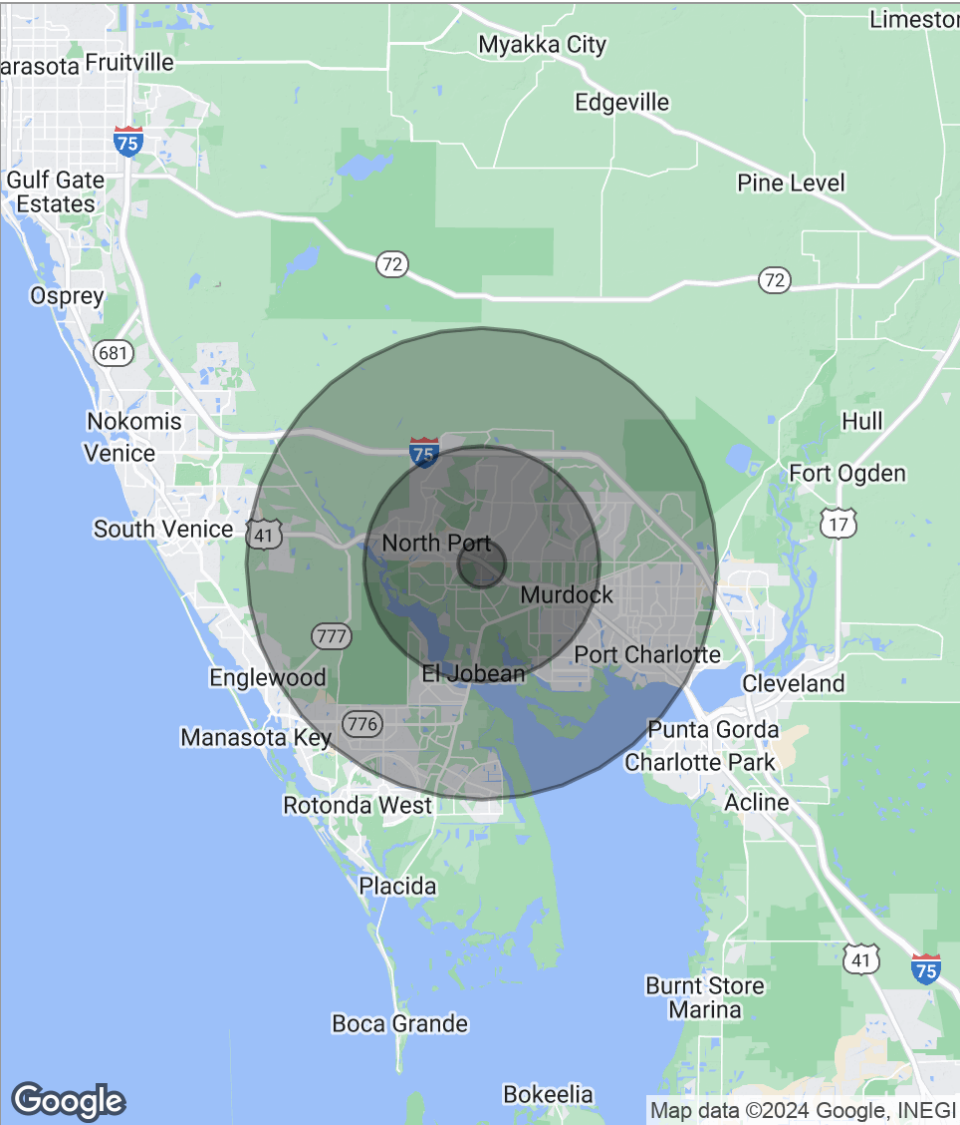 Limestor
Myakka City
arasota
Fruitville
Edgeville
75
Gulf Gate
Estates
Pine Level
72
72
Osprey
681
Nokomis
Hull
Venice
75
Fort Ogden
South Venice
41
17
North Port
Murdock
777
Port Charlotte
El Jobean
Englewood
Cleveland
776
Punta Gorda
Manasota Key
Charlotte Park
Rotonda West
Acline
Placida
41
75
Burnt Store
Marina
Boca Grande
Bokeelia
Google
Map data ©2024 Google, INEGI